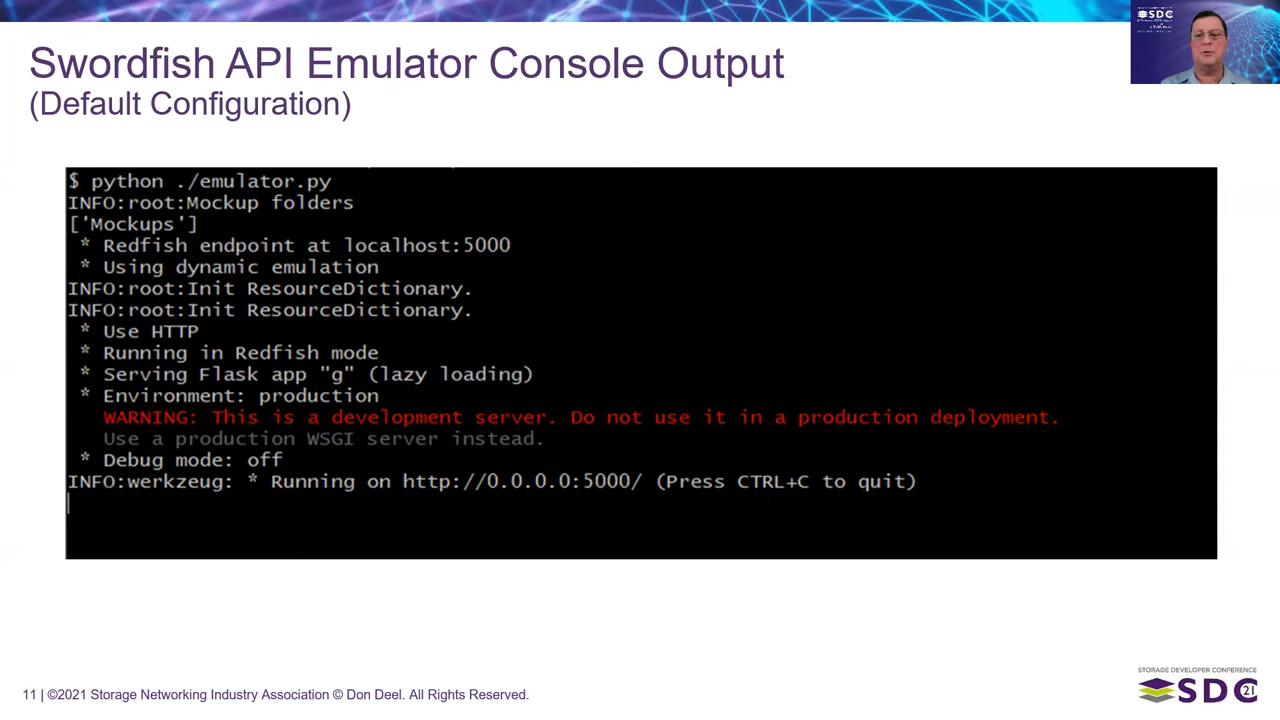 SDC
Swordfish API Emulator Console Output
(Default Configuration)
$ python ./emulator.py
INFO:root:Mockup folders
['Mockups']
* Redfish endpoint at localhost:5000
* Using dynamic emulation
INFO:root:Init ResourceDictionary.
INFO:root:Init ResourceDictionary.
* Use HTTP
* Running in Redfish mode
* Serving Flask app "g" (lazy loading)
* Environment: production
WARNING: This is a development server. Do not use it in a production deployment.
Use a production WSGI server instead.
* Debug mode: off
INFO:werkzeug: * Running on http://0.0.0.0:5000/ (Press CTRL+C to quit)
11 | ©2021 Storage Networking Industry Association © Don Deel. All Rights Reserved.
STORAGE DEVELOPER CONFERENCE
SDC 21